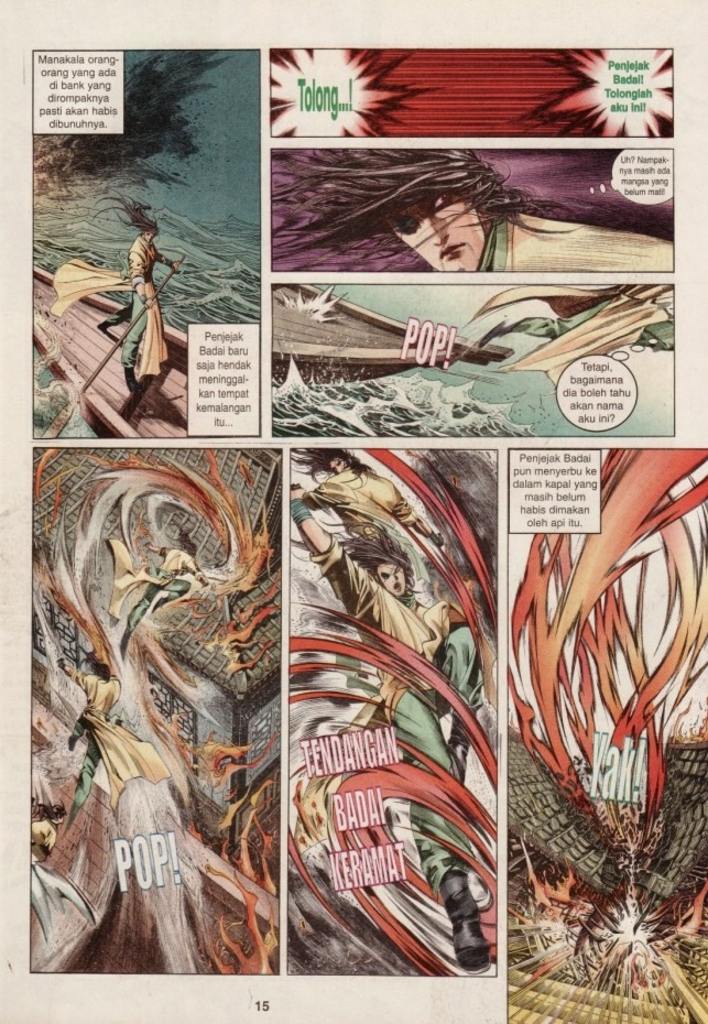 Manakala orang-
orang yang ada
di bank yang
dirompaknya
pasti akan habis
dibunuhnya.
Penjejak
Badai baru
saja hendak
meninggal-
kan tempat
kemalangan
itu...
Tolong...!
Penjejak
Badai!
Tolonglah
aku ini!
Uh? Nampak-
nya masih ada
mangsa yang
belum mati!
POP!
Tetapi,
bagaimana
dia boleh tahu
akan nama
aku ini?
POP!
TENDANGAN
BADAI
KERAMAT
Penjejak Badai
pun menyerbu ke
dalam kapal yang
masih belum
habis dimakan
oleh api itu.
Yah!
15